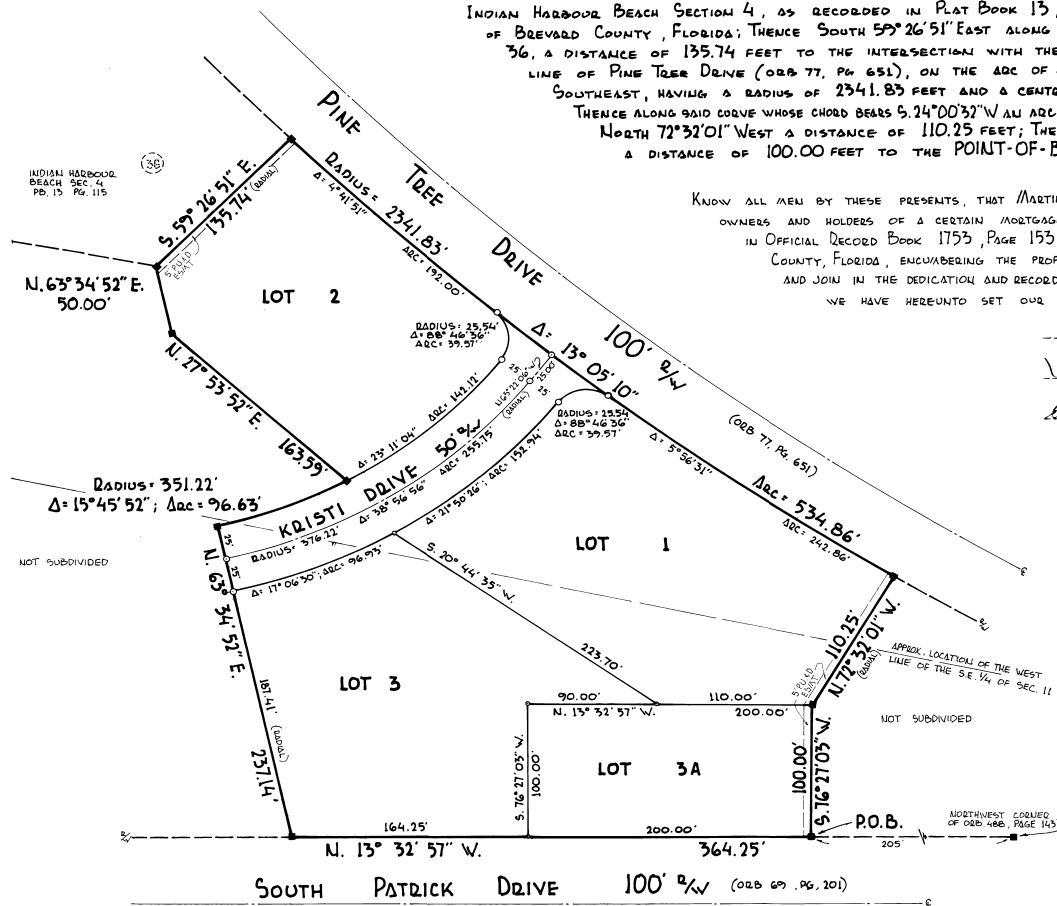 INDIAN HARBOUR BEACH SECTION 4, AS RECORDED IN PLAT BOOK 13,
OF BREVARD COUNTY, FLORIDA; THENCE SOUTH 59°26'51" EAST ALONG
36, A DISTANCE OF 135.74 FEET TO THE INTERSECTION WITH THE
LINE OF PINE TREE DRIVE (ORB 77, PG 651), ON THE ARC OF
SOUTHEAST, HAVING A RADIUS OF 2341.83 FEET AND A CENTR
THENCE ALONG SAID CURVE WHOSE CHORD BEARS S.24°00'32"W AN ARC
NORTH 72°32'01" WEST A DISTANCE OF 110.25 FEET; THE
A DISTANCE OF 100.00 FEET TO THE POINT-OF-B
KNOW ALL MEN BY THESE PRESENTS, THAT MARTI
OWNERS AND HOLDERS OF A CERTAIN MORTGAG
IN OFFICIAL RECORD BOOK 1753, PAGE 153
COUNTY, FLORIDA, ENCUMBERING THE PROP
AND JOIN IN THE DEDICATION AND RECORD
WE HAVE HEREUNTO SET OUR
PINE TREE DRIVE 100' R/W
(ORB 77, PG. 651)
36
INDIAN HARBOUR
BEACH SEC. 4
PB. 13 PG. 115
S. 59° 26' 51" E.
135.74' (RADIAL)
5' PU & D
ESMT
RADIUS = 2341.83'
Δ= 4°41'51"
ARC = 192.00'
N. 63° 34' 52" E.
50.00'
LOT 2
N. 27° 53' 52" E.
163.59'
RADIUS = 25.54'
Δ= 88° 46' 36"
ARC = 39.57'
Δ= 13° 05' 10"
25'
25'
25.00'
N65°22'06"W
(RADIAL)
RADIUS = 25.54
Δ= 88° 46' 36"
ARC = 39.57'
Δ= 23° 11' 04"
ARC = 142.12'
Δ= 5°56'31"
ARC = 534.86'
ARC = 242.86'
RADIUS = 351.22'
Δ= 15°45'52"; ARC = 96.63'
KRISTI DRIVE 50' R/W
RADIUS = 376.22'
Δ= 38° 56' 56"
ARC = 255.75'
Δ= 21° 50' 26"; ARC = 152.94'
Δ= 17° 06' 30"; ARC = 96.93'
25'
25'
NOT SUBDIVIDED
N. 63° 34' 52" E.
187.41' (RADIAL)
237.14'
LOT 1
S. 20° 44' 35" W.
223.70'
110.25'
N. 72° 32' 01" W.
(RADIAL)
5' PU & D
ESMT
R/W
℄
APPROX. LOCATION OF THE WEST
LINE OF THE S.E. 1/4 OF SEC. 11
NOT SUBDIVIDED
LOT 3
90.00'
110.00'
N. 13° 32' 57" W.
200.00'
S. 76° 27' 03" W.
100.00'
LOT 3A
100.00'
S. 76° 27' 03" W.
R/W
164.25'
200.00'
P.O.B.
205'
NORTHWEST CORNER
OF ORB. 488, PAGE 143
N. 13° 32' 57" W.
364.25'
SOUTH PATRICK DRIVE 100' R/W (ORB 69, PG, 201)
℄